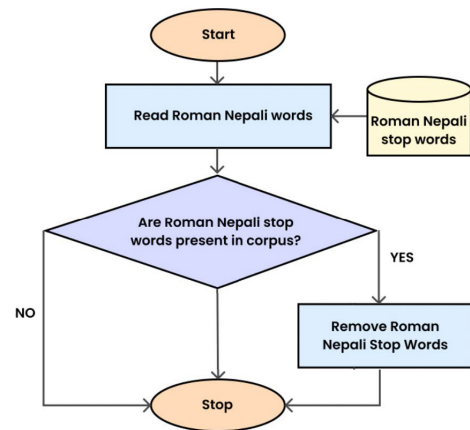 Start
Read Roman Nepali words
Roman Nepali
stop words
Are Roman Nepali stop
words present in corpus?
YES
NO
Remove Roman
Nepali Stop Words
Stop